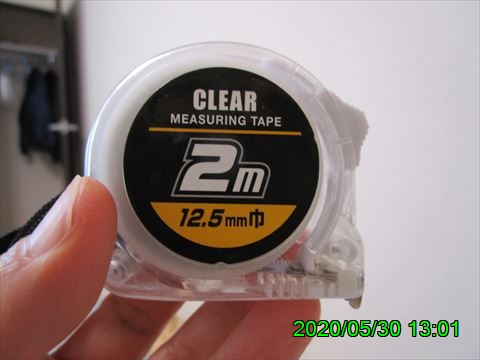 CLEAR
MEASURING TAPE
2m
12.5mm巾
2020/05/30 13:01